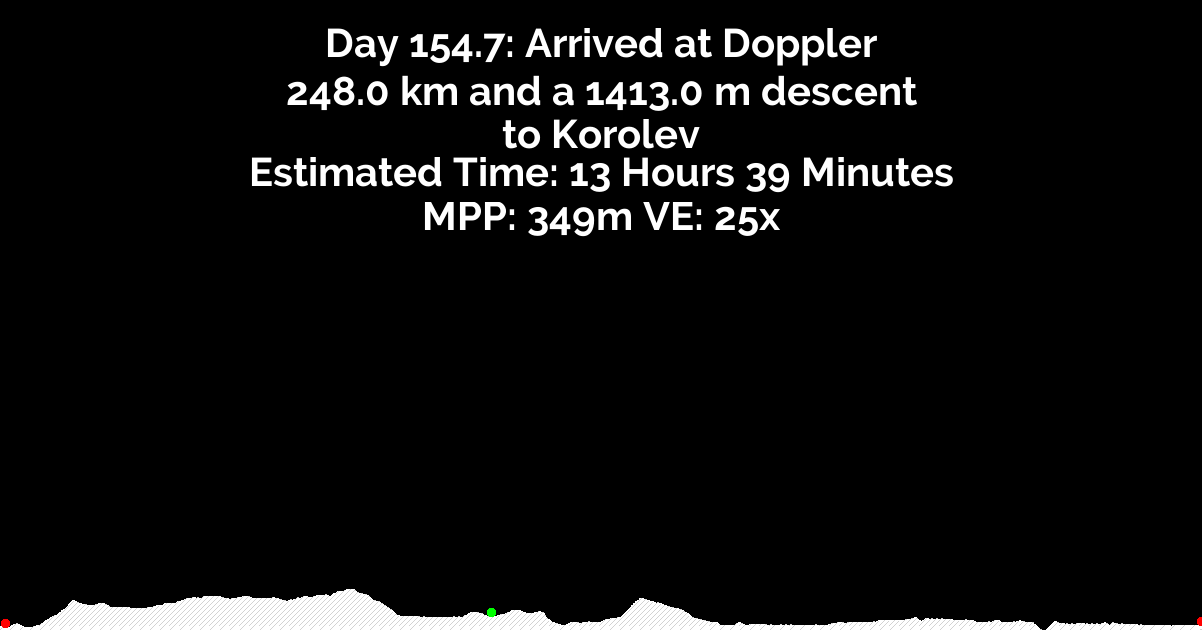 Day 154.7: Arrived at Doppler
248.0 km and a 1413.0 m descent
to Korolev
Estimated Time: 13 Hours 39 Minutes
MPP: 349m VE: 25x